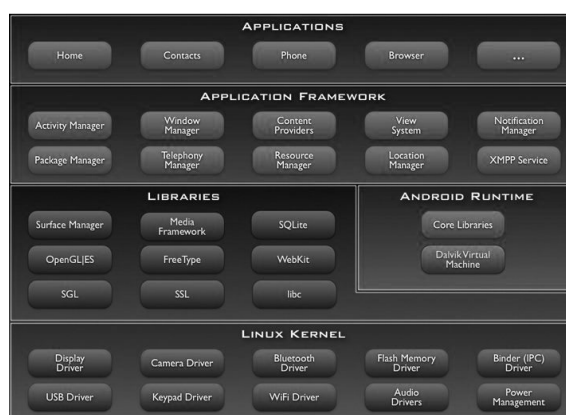 APPLICATIONS
Home Contacts Phone Browser ...
APPLICATION FRAMEWORK
Activity Manager Window Manager Content Providers View System Notification Manager
Package Manager Telephony Manager Resource Manager Location Manager XMPP Service
LIBRARIES
Surface Manager Media Framework SQLite
OpenGL|ES FreeType WebKit
SGL SSL libc
ANDROID RUNTIME
Core Libraries
Dalvik Virtual Machine
LINUX KERNEL
Display Driver Camera Driver Bluetooth Driver Flash Memory Driver Binder (IPC) Driver
USB Driver Keypad Driver WiFi Driver Audio Drivers Power Management